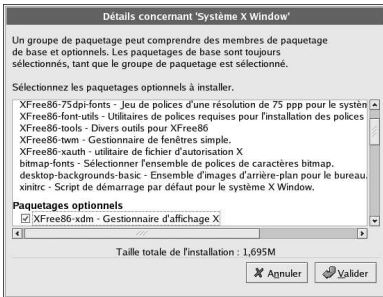 Détails concernant 'Système X Window'
Un groupe de paquetage peut comprendre des membres de paquetage
de base et optionnels. Les paquetages de base sont toujours
sélectionnés, tant que le groupe de paquetage est sélectionné.
Sélectionnez les paquetages optionnels à installer.
XFree86-75dpi-fonts - Jeu de polices d'une résolution de 75 ppp pour le systèn
XFree86-font-utils - Utilitaires de polices requises pour l'installation des polices
XFree86-tools - Divers outils pour XFree86
XFree86-twm - Gestionnaire de fenêtres simple.
XFree86-xauth - utilitaire de fichier d'autorisation X
bitmap-fonts - Sélectionner l'ensemble de polices de caractères bitmap.
desktop-backgrounds-basic - Ensemble d'images d'arrière-plan pour le bureau.
xinitrc - Script de démarrage par défaut pour le système X Window.
Paquetages optionnels
XFree86-xdm - Gestionnaire d'affichage X
Taille totale de l'installation : 1,695M
Annuler
Valider